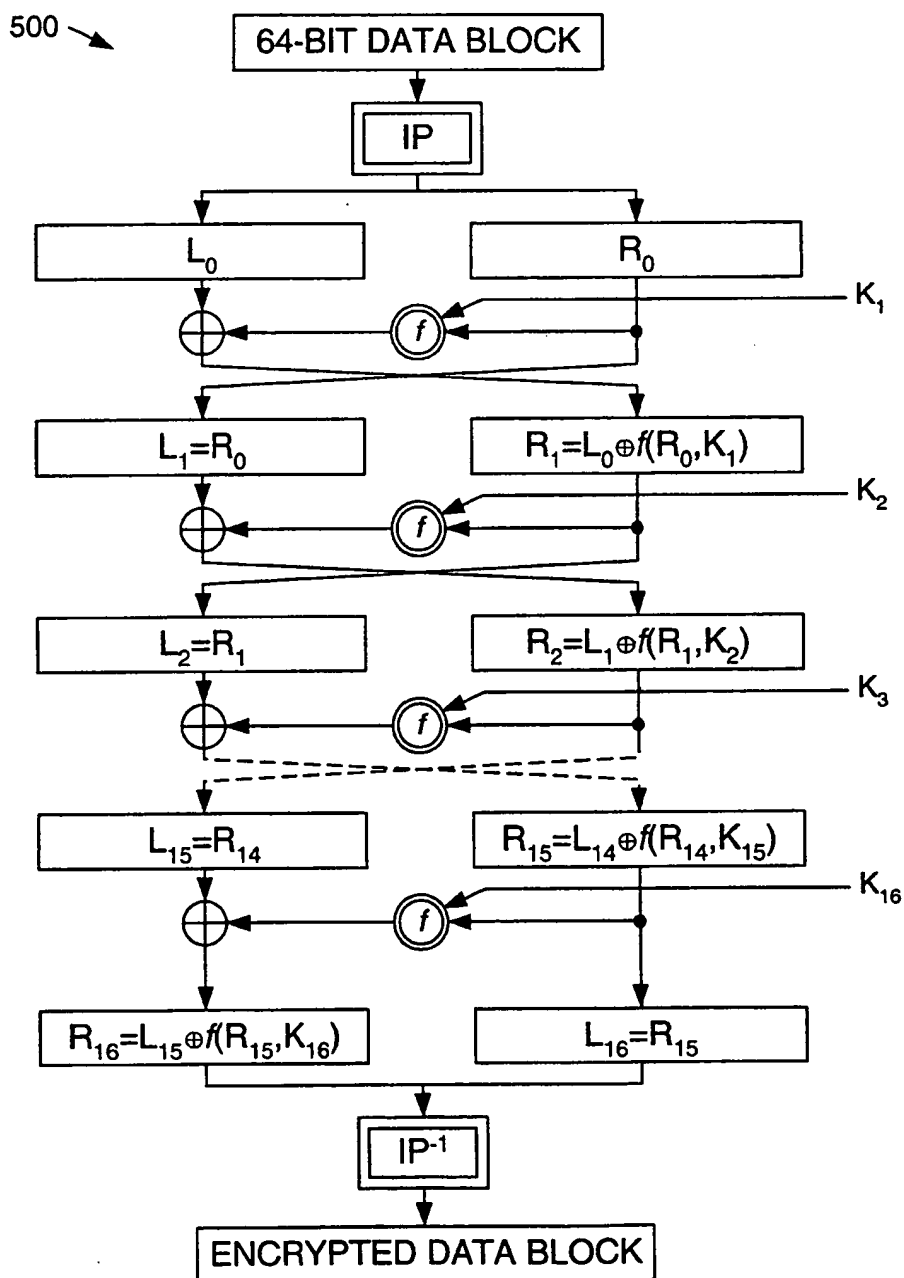 500
64-BIT DATA BLOCK
IP
L₀
R₀
K₁
f
L₁=R₀
R₁=L₀⊕f(R₀,K₁)
K₂
f
L₂=R₁
R₂=L₁⊕f(R₁,K₂)
K₃
f
L₁₅=R₁₄
R₁₅=L₁₄⊕f(R₁₄,K₁₅)
K₁₆
f
R₁₆=L₁₅⊕f(R₁₅,K₁₆)
L₁₆=R₁₅
IP⁻¹
ENCRYPTED DATA BLOCK